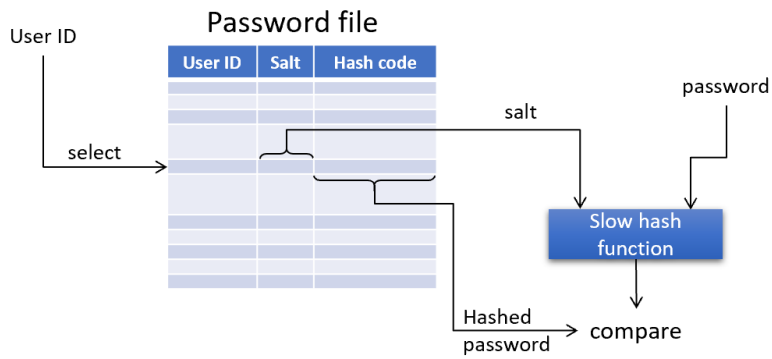 Password file
User ID
User ID Salt Hash code
password
salt
select
Slow hash
function
Hashed
password
compare